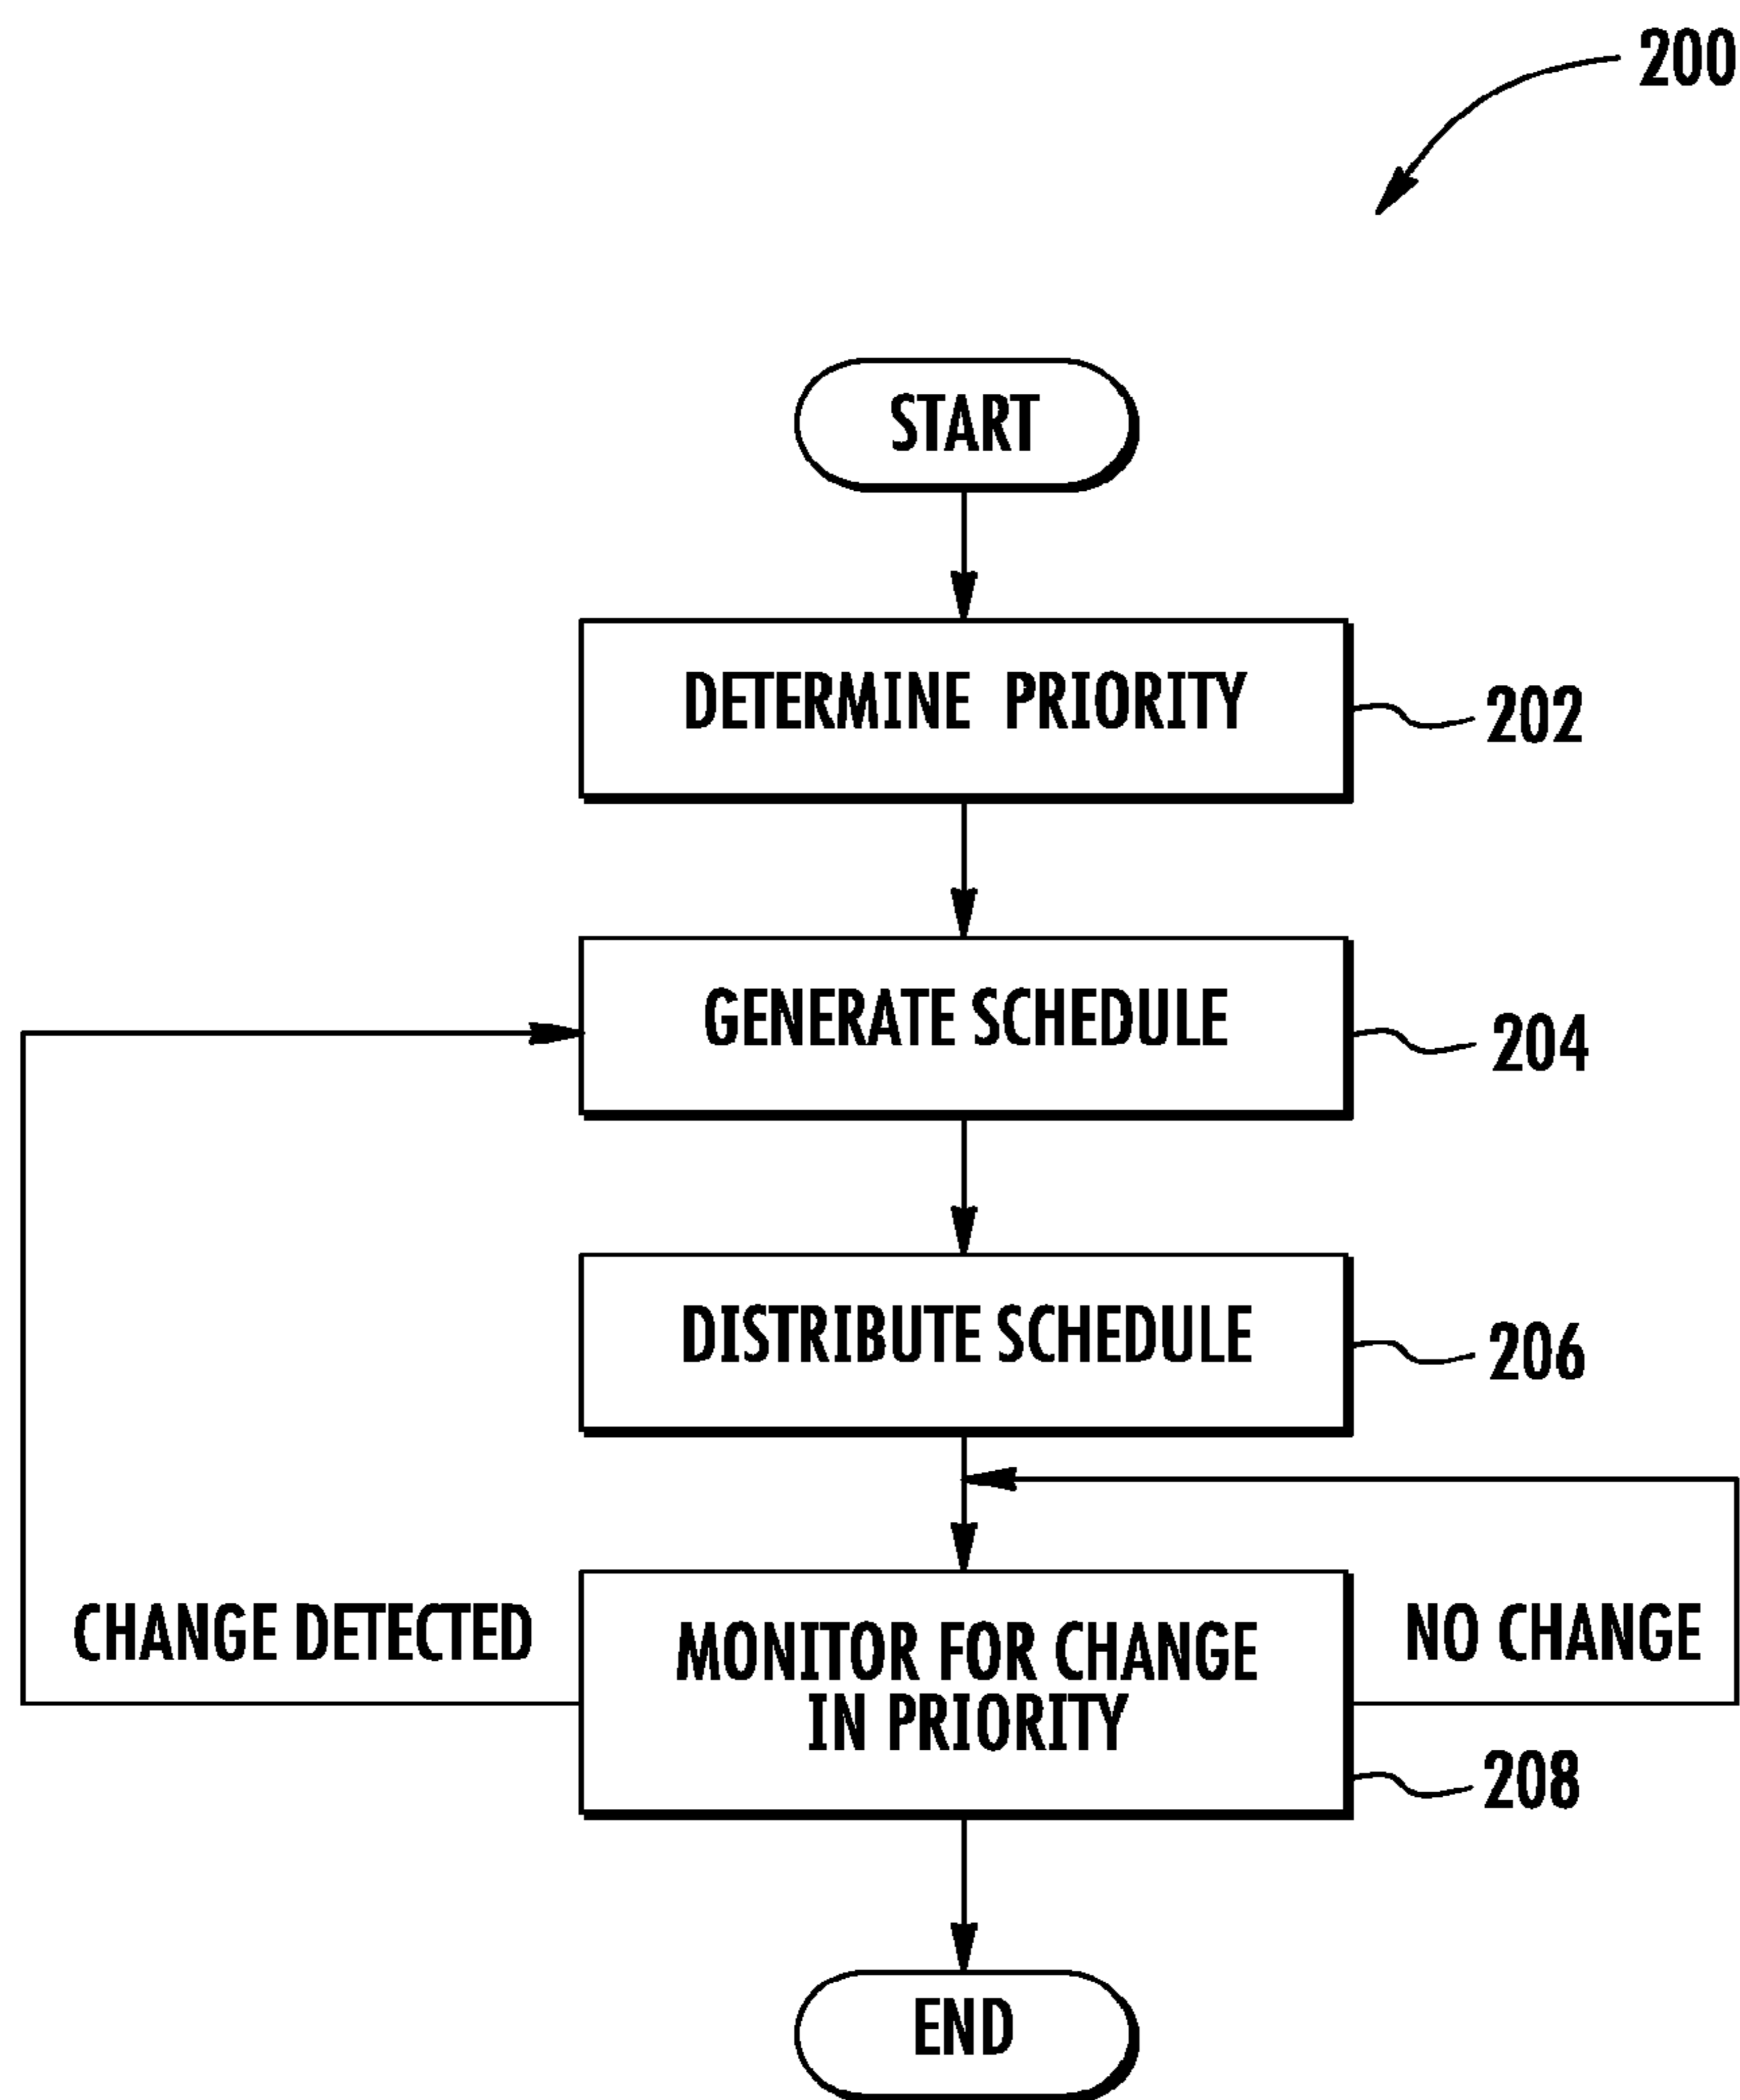 200
START
DETERMINE PRIORITY
202
GENERATE SCHEDULE
204
DISTRIBUTE SCHEDULE
206
CHANGE DETECTED
MONITOR FOR CHANGE
IN PRIORITY
NO CHANGE
208
END